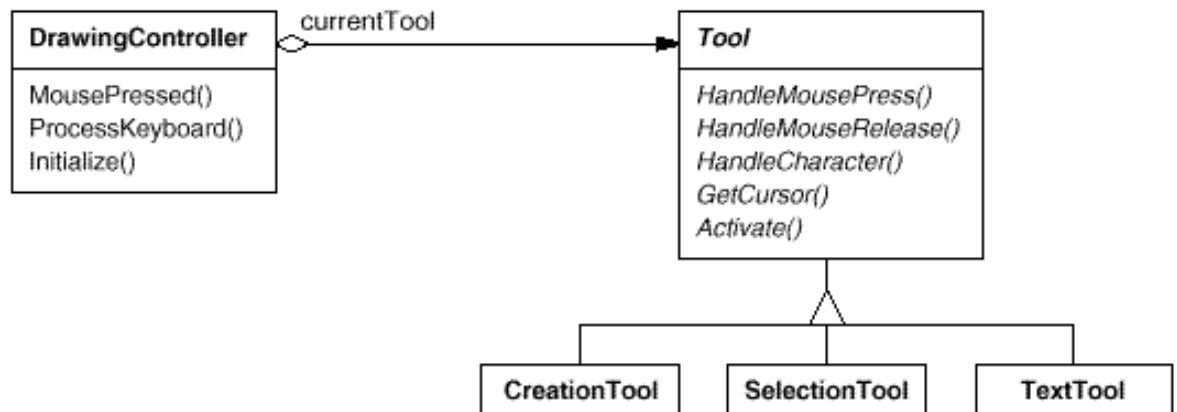 DrawingController
MousePressed()
ProcessKeyboard()
Initialize()
currentTool
Tool
HandleMousePress()
HandleMouseRelease()
HandleCharacter()
GetCursor()
Activate()
CreationTool
SelectionTool
TextTool